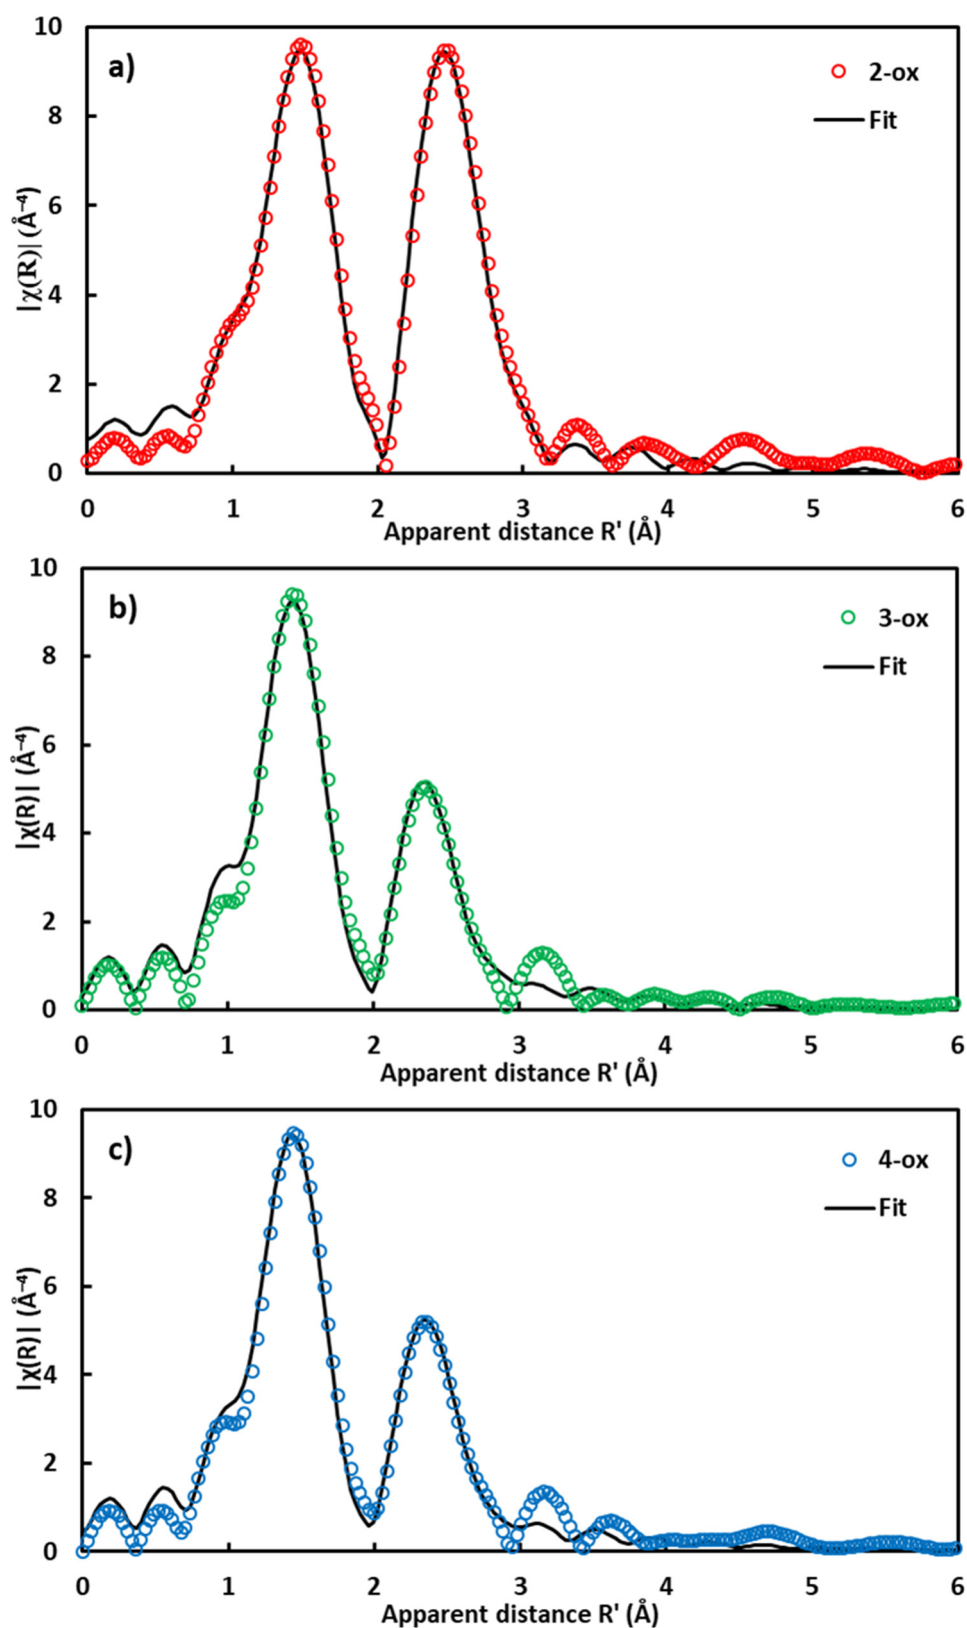 a)
2-ox
Fit
|χ(R)| (Å⁻⁴)
10
8
6
4
2
0
0 1 2 3 4 5 6
Apparent distance R' (Å)
b)
3-ox
Fit
|χ(R)| (Å⁻⁴)
10
8
6
4
2
0
0 1 2 3 4 5 6
Apparent distance R' (Å)
c)
4-ox
Fit
|χ(R)| (Å⁻⁴)
10
8
6
4
2
0
0 1 2 3 4 5 6
Apparent distance R' (Å)